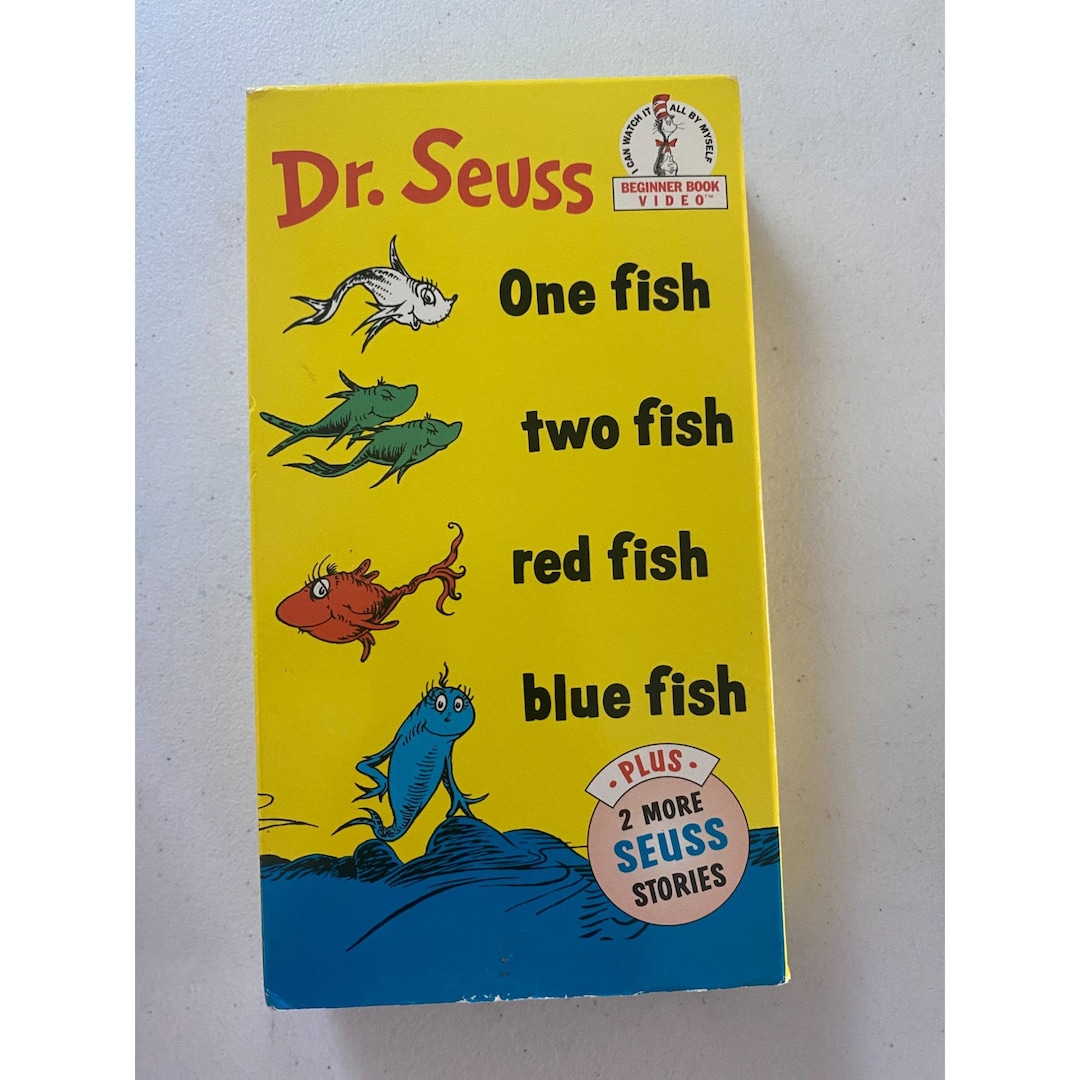 Dr. Seuss
I CAN WATCH IT ALL BY MYSELF
BEGINNER BOOK
VIDEO™
One fish
two fish
red fish
blue fish
• PLUS •
2 MORE
SEUSS
STORIES